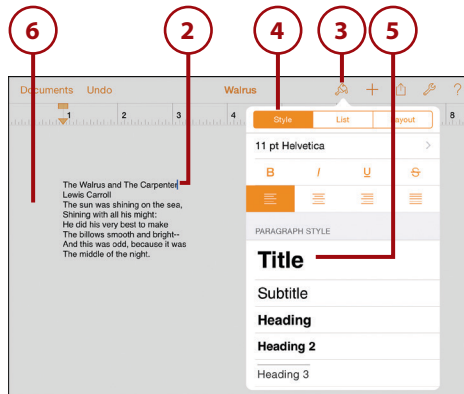 6
2
4
3
5
Documents Undo Walrus
1 2 3 4 8
Style List Layout
11 pt Helvetica
B I U S
PARAGRAPH STYLE
Title
Subtitle
Heading
Heading 2
Heading 3
The Walrus and The Carpenter
Lewis Carroll
The sun was shining on the sea,
Shining with all his might:
He did his very best to make
The billows smooth and bright--
And this was odd, because it was
The middle of the night.